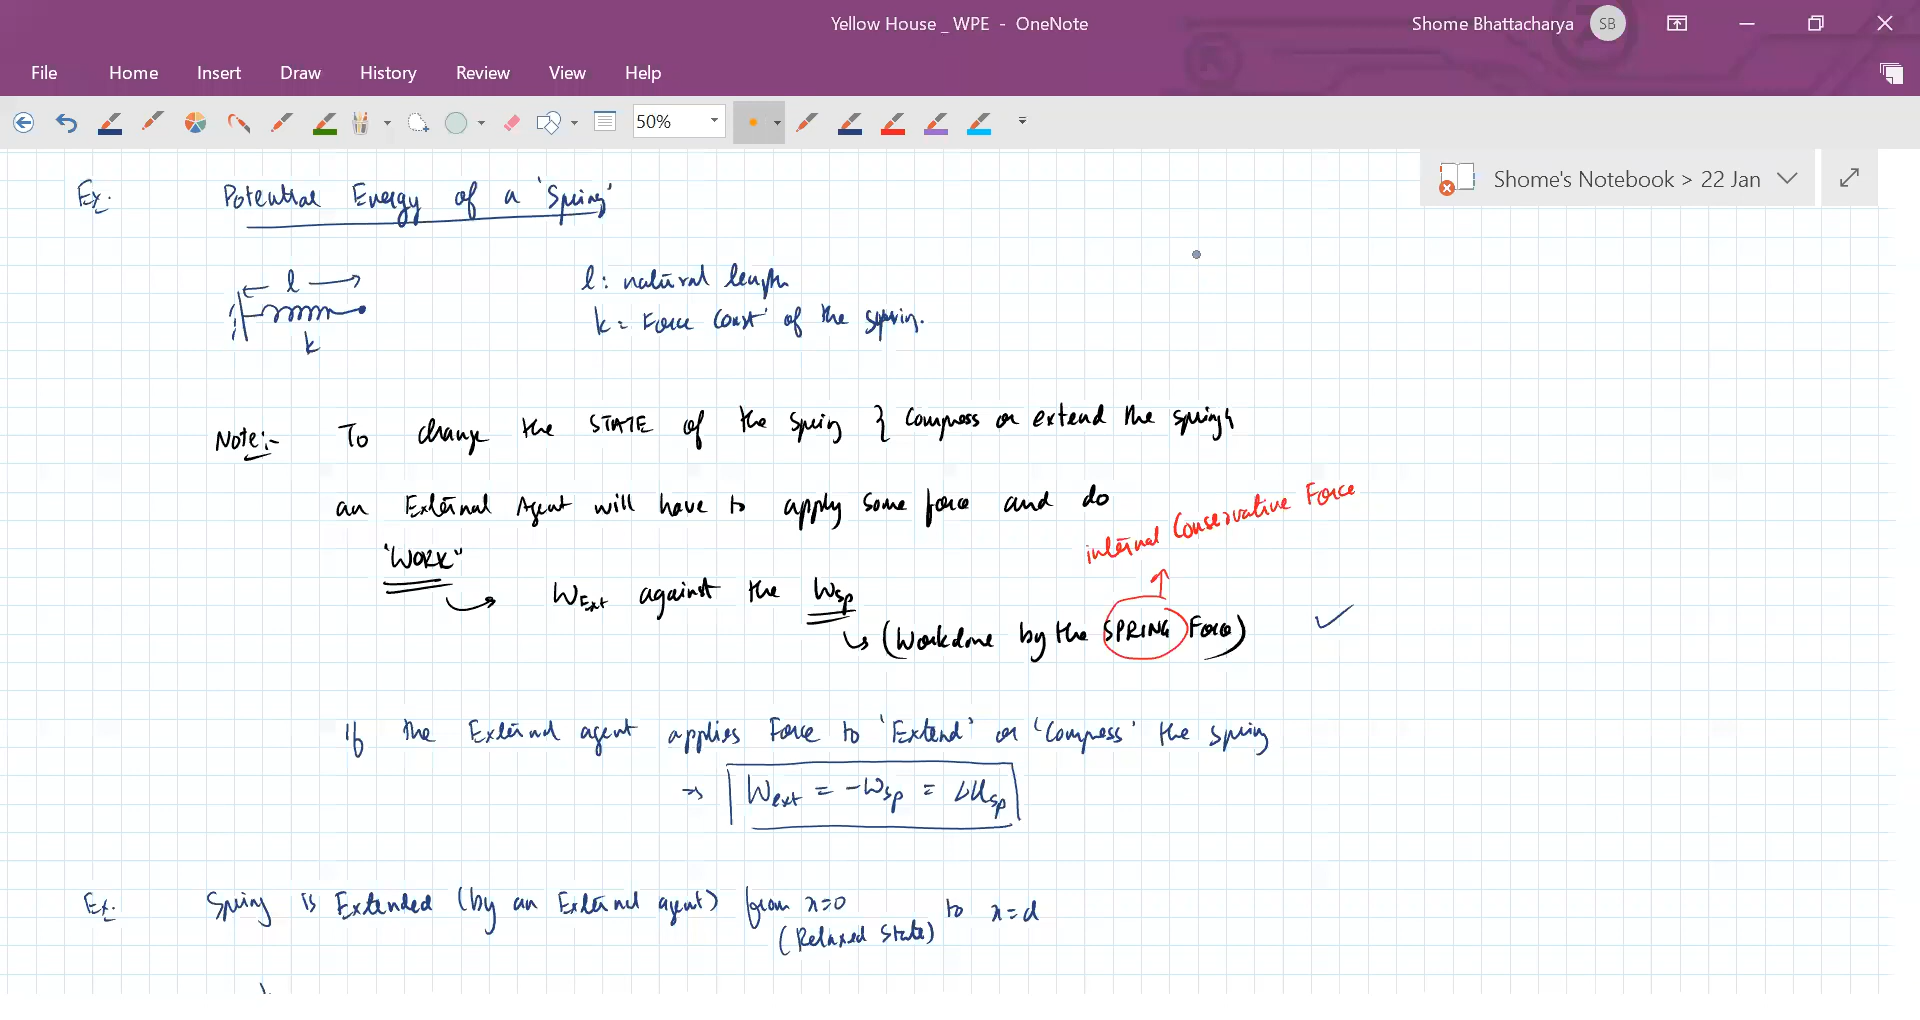 Yellow House _ WPE - OneNote
Shome Bhattacharya SB
File Home Insert Draw History Review View Help
50%
Shome's Notebook > 22 Jan
Ex. Potential Energy of a 'Spring'
l
k
l: natural length
k = Force Const of the spring.
Note:- To change the STATE of the spring { Compress or extend the spring }
an External Agent will have to apply some force and do
"WORK"
internal Conservative Force
WExt against the Wsp
(Workdone by the SPRING Force)
If the External agent applies Force to 'Extend' or 'Compress' the spring
⇒ Wext = -Wsp = ΔUsp
Ex. Spring is Extended (by an External agent) from x=0 to x=d
(Relaxed State)